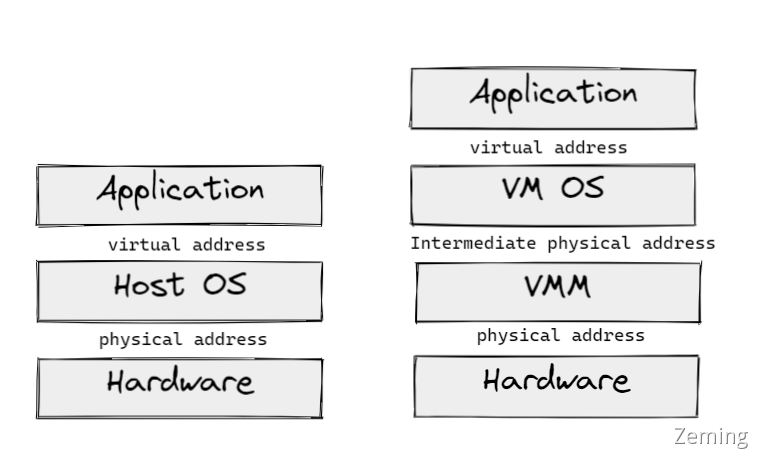 Application
virtual address
Host OS
physical address
Hardware
Application
virtual address
VM OS
Intermediate physical address
VMM
physical address
Hardware
Zeming